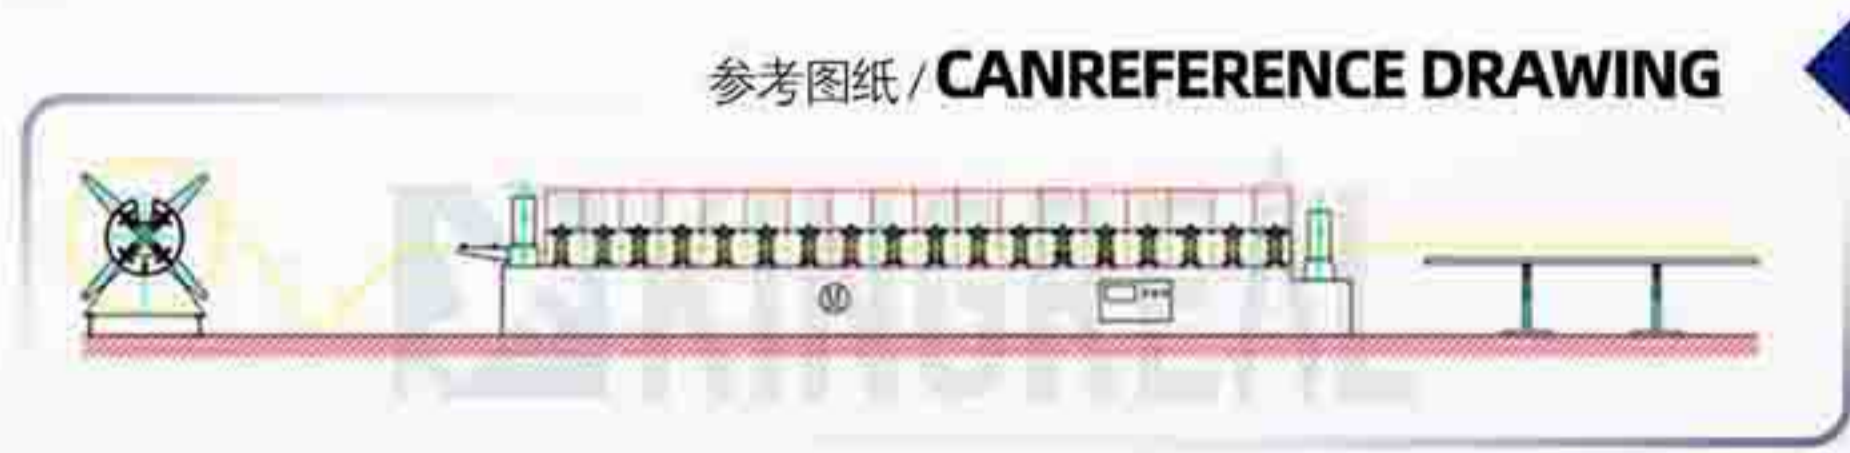 参考图纸 / CANREFERENCE DRAWING